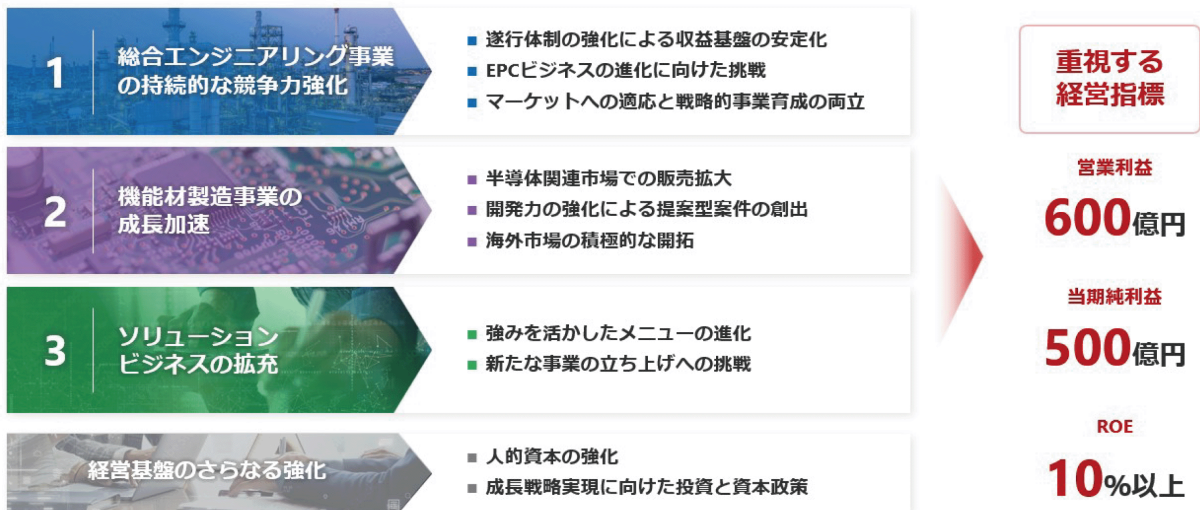 1
総合エンジニアリング事業
の持続的な競争力強化
■ 遂行体制の強化による収益基盤の安定化
■ EPCビジネスの進化に向けた挑戦
■ マーケットへの適応と戦略的事業育成の両立
2
機能材製造事業の
成長加速
■ 半導体関連市場での販売拡大
■ 開発力の強化による提案型案件の創出
■ 海外市場の積極的な開拓
3
ソリューション
ビジネスの拡充
■ 強みを活かしたメニューの進化
■ 新たな事業の立ち上げへの挑戦
経営基盤のさらなる強化
■ 人的資本の強化
■ 成長戦略実現に向けた投資と資本政策
重視する
経営指標
営業利益
600億円
当期純利益
500億円
ROE
10%以上